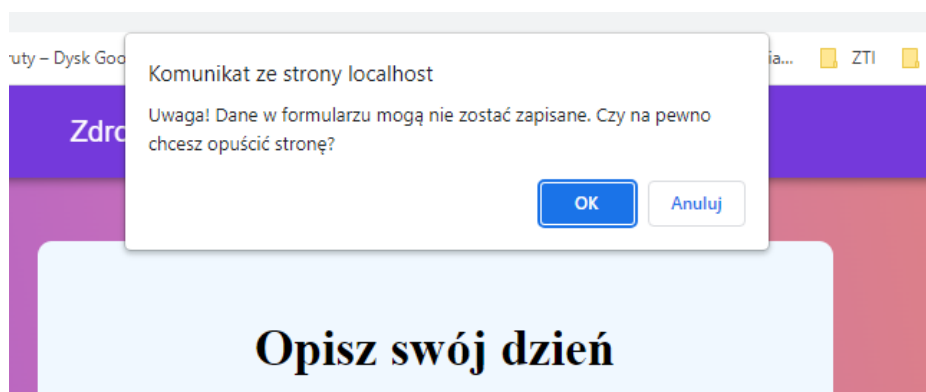 ruty – Dysk Goo
ia...
ZTI
Komunikat ze strony localhost
Uwaga! Dane w formularzu mogą nie zostać zapisane. Czy na pewno
chcesz opuścić stronę?
Zdro
OK
Anuluj
Opisz swój dzień